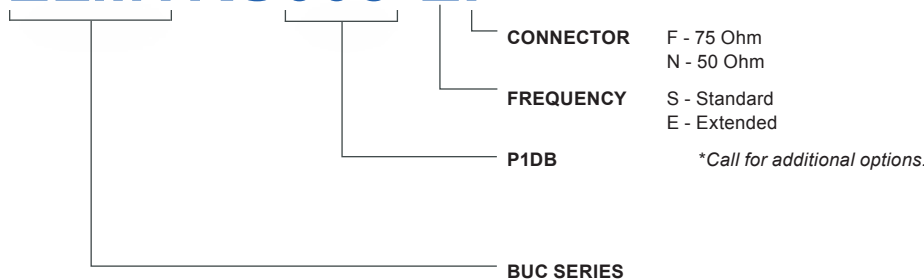 CONNECTOR F - 75 Ohm
N - 50 Ohm
FREQUENCY S - Standard
E - Extended
P1DB *Call for additional options.
BUC SERIES